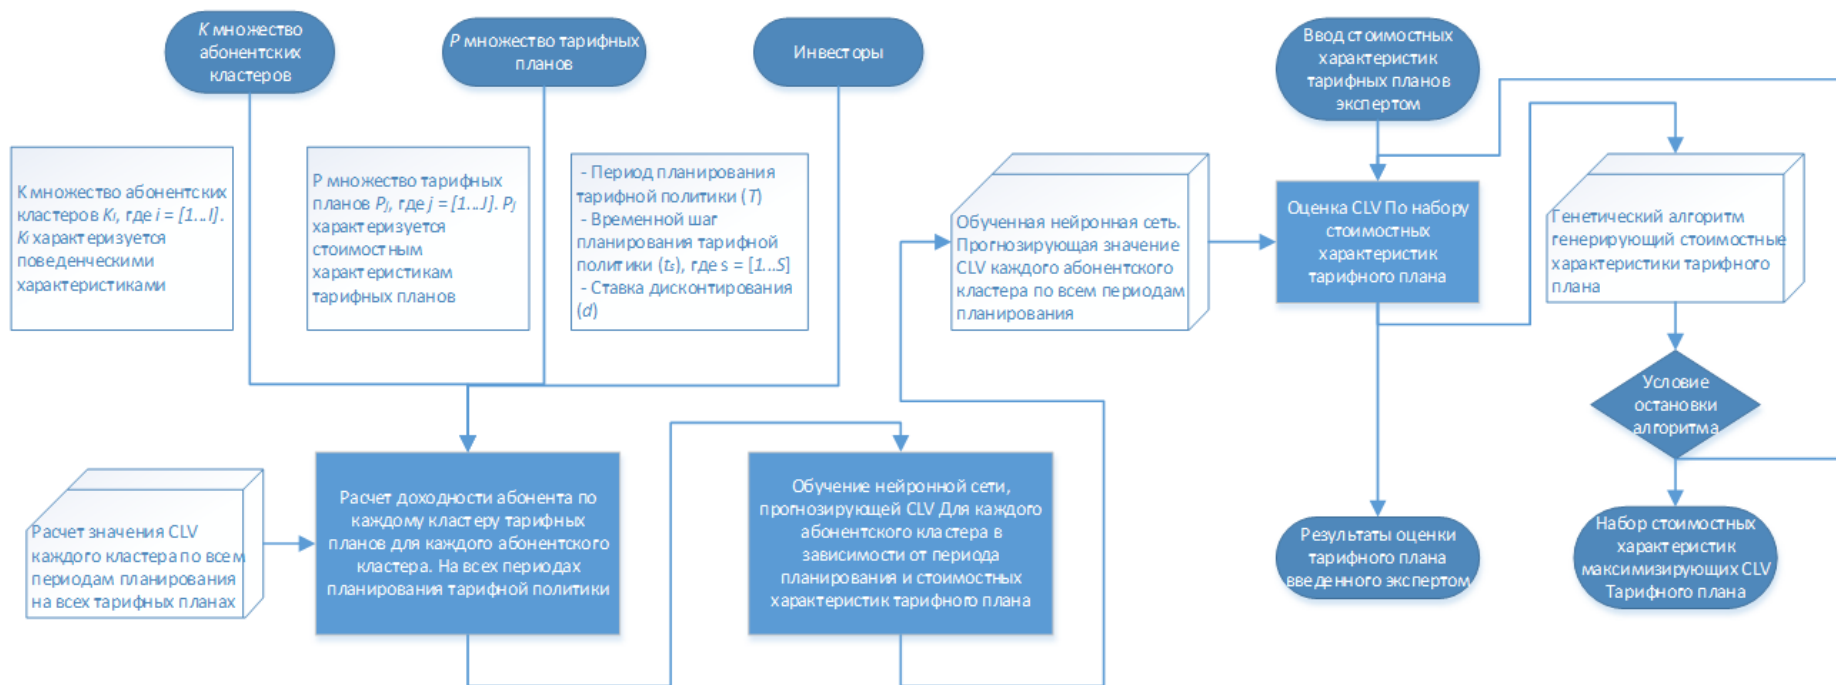 K множество
абонентских
кластеров
P множество тарифных
планов
Инвесторы
Ввод стоимостных
характеристик
тарифных планов
экспертом
K множество абонентских
кластеров Ki, где i = [1...I].
Ki характеризуется
поведенческими
характеристиками
P множество тарифных
планов Pj, где j = [1...J]. Pj
характеризуется
стоимостным
характеристикам
тарифных планов
- Период планирования
тарифной политики (T)
- Временной шаг
планирования тарифной
политики (ts), где s = [1...S]
- Ставка дисконтирования
(d)
Обученная нейронная сеть.
Прогнозирующая значение
CLV каждого абонентского
кластера по всем периодам
планирования
Оценка CLV По набору
стоимостных
характеристик
тарифного плана
Генетический алгоритм
генерирующий стоимостные
характеристики тарифного
плана
Условие
остановки
алгоритма
Расчет значения CLV
каждого кластера по всем
периодам планирования
на всех тарифных планах
Расчет доходности абонента по
каждому кластеру тарифных
планов для каждого абонентского
кластера. На всех периодах
планирования тарифной политики
Обучение нейронной сети,
прогнозирующей CLV Для каждого
абонентского кластера в
зависимости от периода
планирования и стоимостных
характеристик тарифного плана
Результаты оценки
тарифного плана
введенного экспертом
Набор стоимостных
характеристик
максимизирующих CLV
Тарифного плана